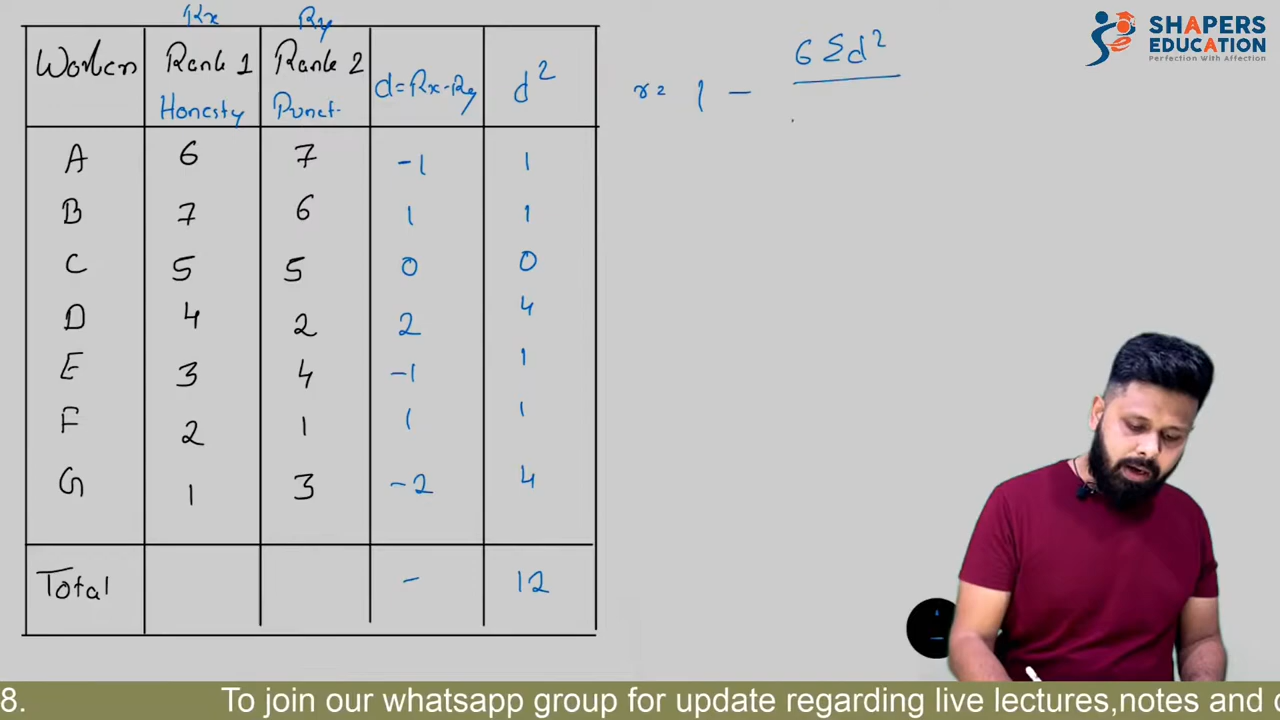 Rx Ry
Worker Rank 1 Rank 2 d=Rx-Ry d²
Honesty Punct.
A 6 7 -1 1
B 7 6 1 1
C 5 5 0 0
D 4 2 2 4
E 3 4 -1 1
F 2 1 1 1
G 1 3 -2 4
Total - 12
r = 1 - 6 Σd²
SHAPERS
EDUCATION
Perfection With Affection
8. To join our whatsapp group for update regarding live lectures,notes and